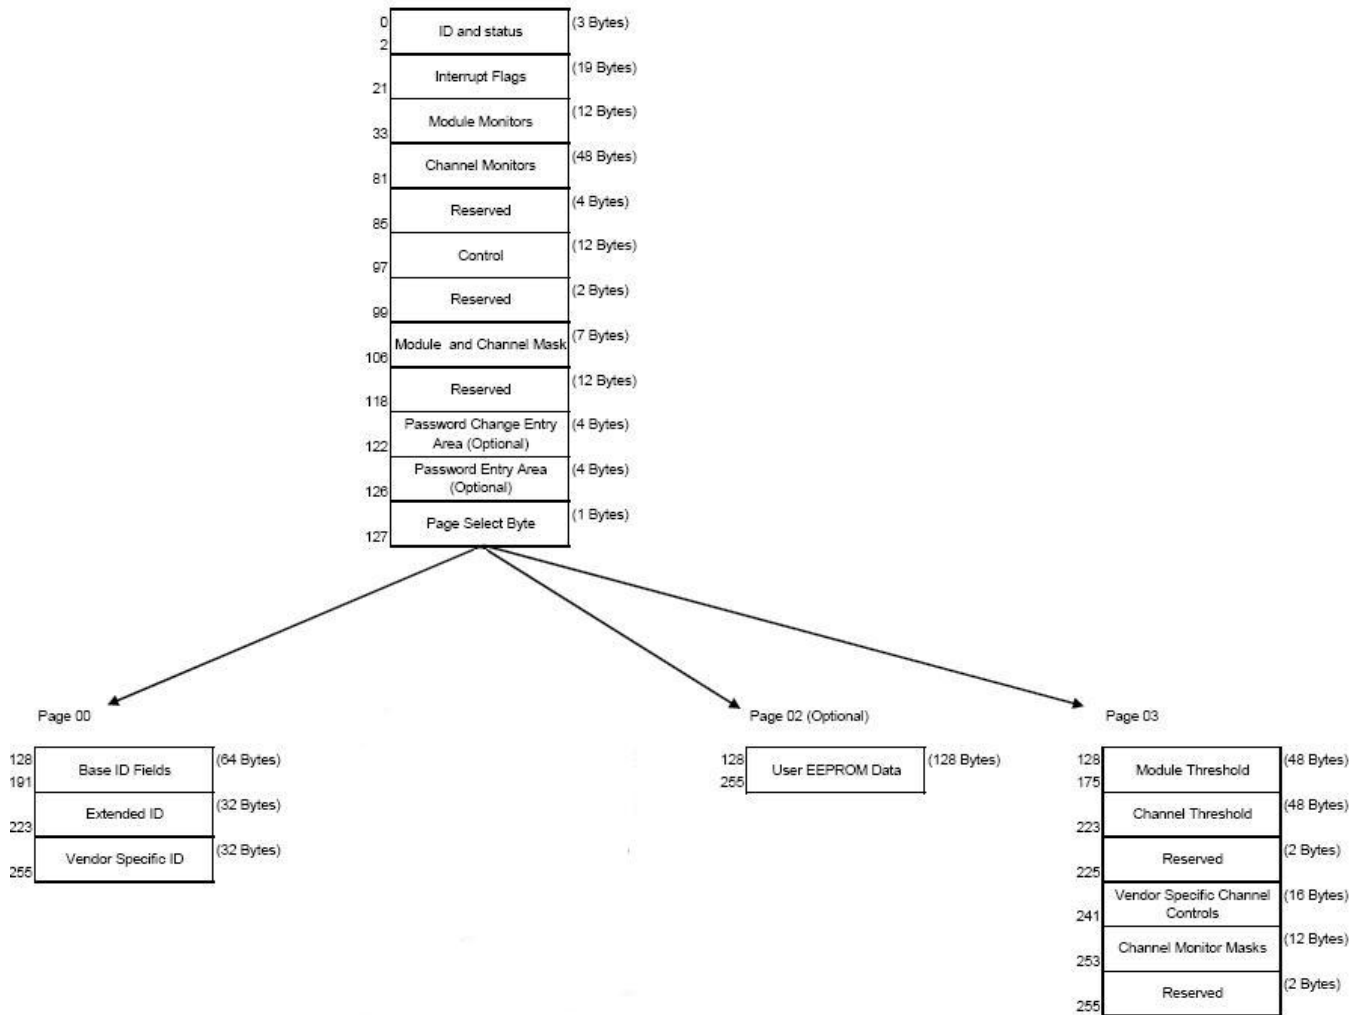 0 ID and status (3 Bytes)
2
Interrupt Flags (19 Bytes)
21
Module Monitors (12 Bytes)
33
Channel Monitors (48 Bytes)
81
Reserved (4 Bytes)
85
Control (12 Bytes)
97
Reserved (2 Bytes)
99
Module and Channel Mask (7 Bytes)
106
Reserved (12 Bytes)
118
Password Change Entry (4 Bytes)
122 Area (Optional)
Password Entry Area (4 Bytes)
126 (Optional)
Page Select Byte (1 Bytes)
127
Page 00
128 Base ID Fields (64 Bytes)
191
Extended ID (32 Bytes)
223
Vendor Specific ID (32 Bytes)
255
Page 02 (Optional)
128 User EEPROM Data (128 Bytes)
255
Page 03
128 Module Threshold (48 Bytes)
175
Channel Threshold (48 Bytes)
223
Reserved (2 Bytes)
225
Vendor Specific Channel (16 Bytes)
241 Controls
Channel Monitor Masks (12 Bytes)
253
Reserved (2 Bytes)
255